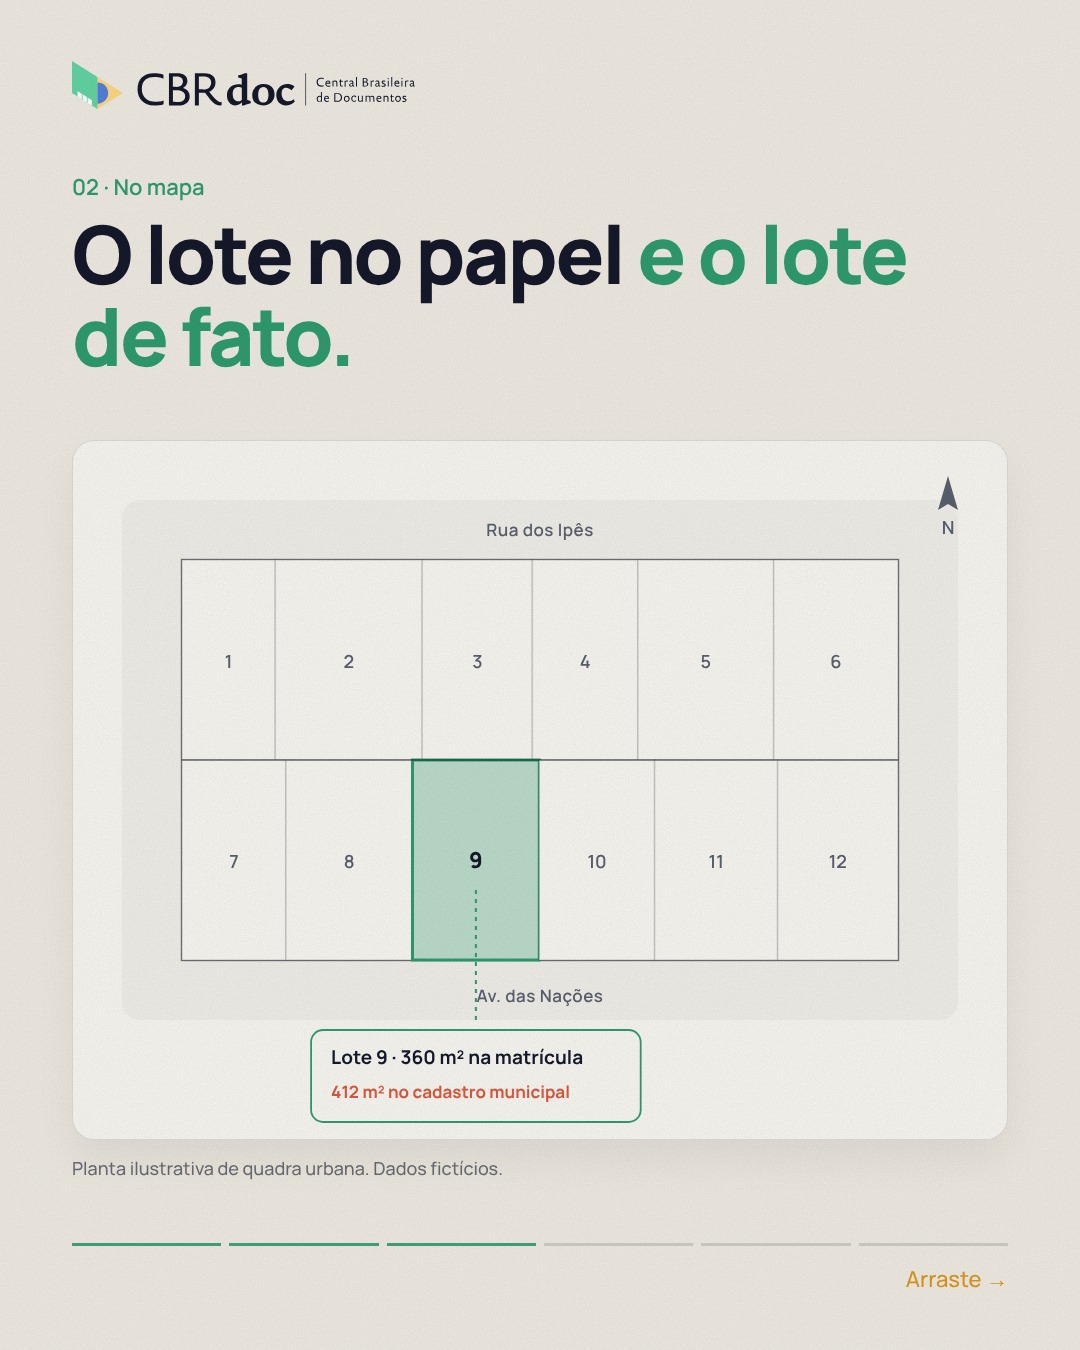 CBRdoc
Central Brasileira
de Documentos
02 · No mapa
O lote no papel e o lote
de fato.
N
Rua dos Ipês
1 2 3 4 5 6
7 8 9 10 11 12
Av. das Nações
Lote 9 · 360 m² na matrícula
412 m² no cadastro municipal
Planta ilustrativa de quadra urbana. Dados fictícios.
Arraste →